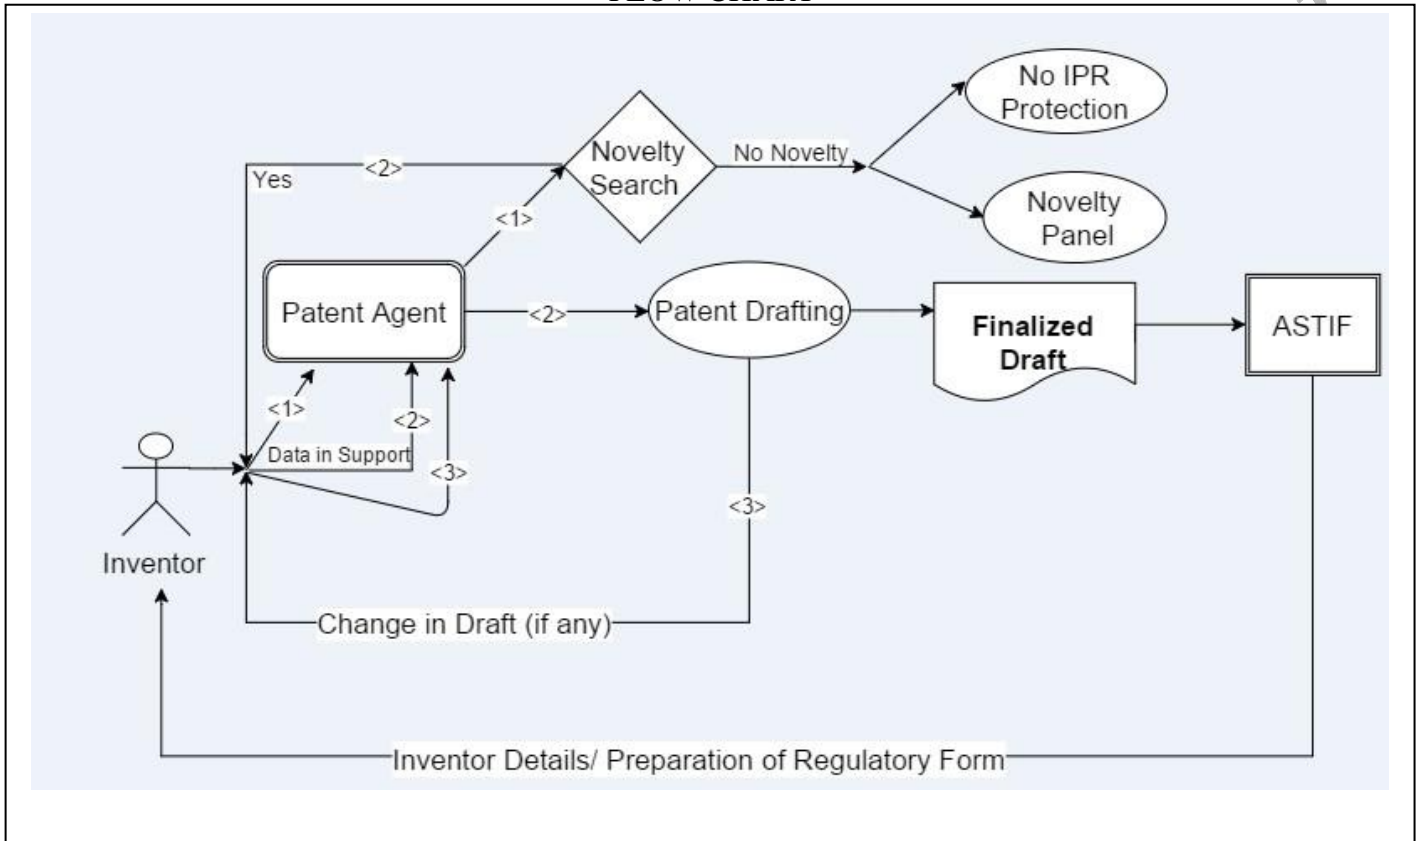 FLOW CHART
No IPR
Protection
Novelty
Search
No Novelty
<2>
Yes
<1>
Novelty
Panel
Patent Agent
<2>
Patent Drafting
Finalized
Draft
ASTIF
<1>
<2>
Data in Support
<3>
<3>
Inventor
Change in Draft (if any)
Inventor Details/ Preparation of Regulatory Form